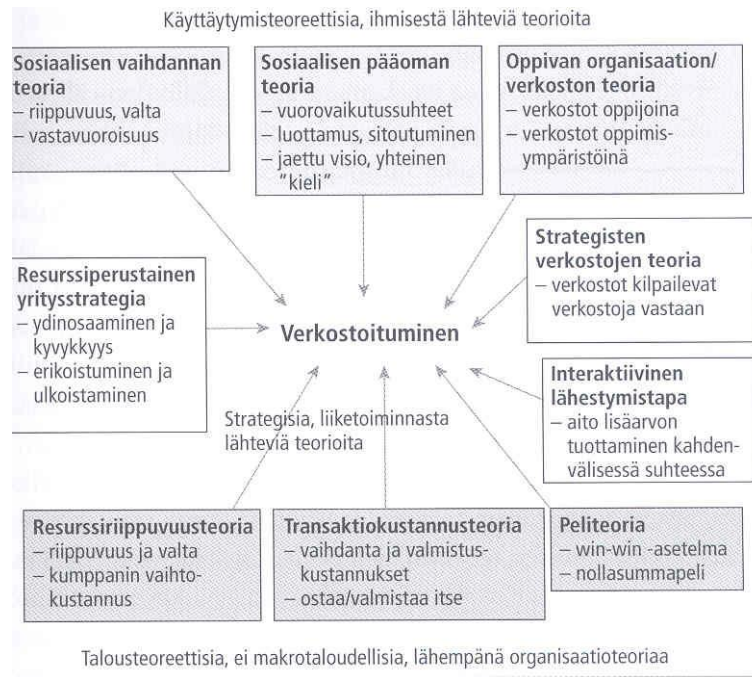 Käyttäytymisteoreettisia, ihmisestä lähteviä teorioita
Sosiaalisen vaihdannan
teoria
– riippuvuus, valta
– vastavuoroisuus
Sosiaalisen pääoman
teoria
– vuorovaikutussuhteet
– luottamus, sitoutuminen
– jaettu visio, yhteinen
"kieli"
Oppivan organisaation/
verkoston teoria
– verkostot oppijoina
– verkostot oppimis-
ympäristöinä
Resurssiperustainen
yritysstrategia
– ydinosaaminen ja
kyvykkyys
– erikoistuminen ja
ulkoistaminen
Verkostoituminen
Strategisten
verkostojen teoria
– verkostot kilpailevat
verkostoja vastaan
Interaktiivinen
lähestymistapa
– aito lisäarvon
tuottaminen kahden-
välisessä suhteessa
Strategisia, liiketoiminnasta
lähteviä teorioita
Resurssiriippuvuusteoria
– riippuvuus ja valta
– kumppanin vaihto-
kustannus
Transaktiokustannusteoria
– vaihdanta ja valmistus-
kustannukset
– ostaa/valmistaa itse
Peliteoria
– win-win -asetelma
– nollasummapeli
Talousteoreettisia, ei makrotaloudellisia, lähempänä organisaatioteoriaa